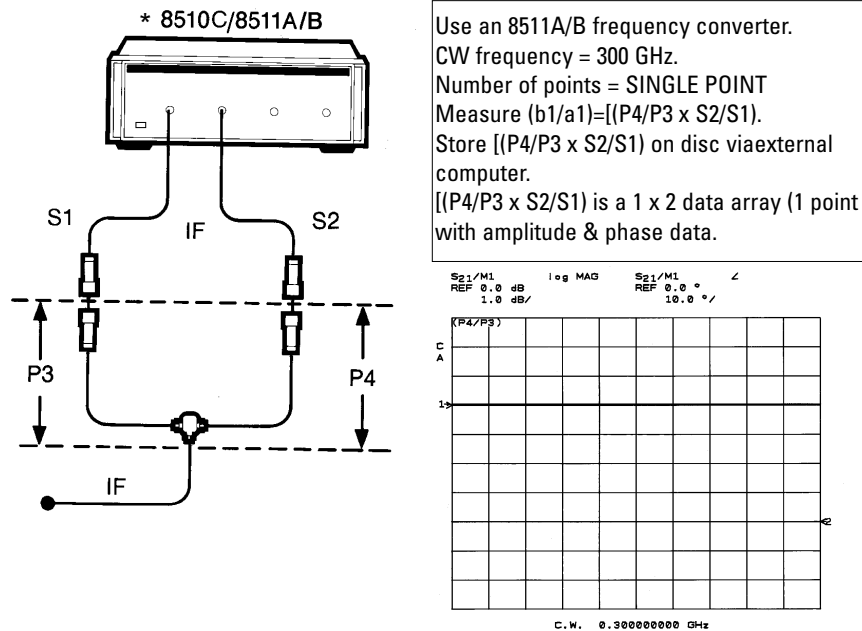 * 8510C/8511A/B
S1
IF
S2
P3
P4
IF
Use an 8511A/B frequency converter.
CW frequency = 300 GHz.
Number of points = SINGLE POINT
Measure (b1/a1)=[(P4/P3 x S2/S1).
Store [(P4/P3 x S2/S1) on disc viaexternal
computer.
[(P4/P3 x S2/S1) is a 1 x 2 data array (1 point
with amplitude & phase data.
S21/M1 log MAG S21/M1 ∠
REF 0.0 dB REF 0.0 °
1.0 dB/ 10.0 °/
(P4/P3)
C
A
1
2
C.W. 0.300000000 GHz